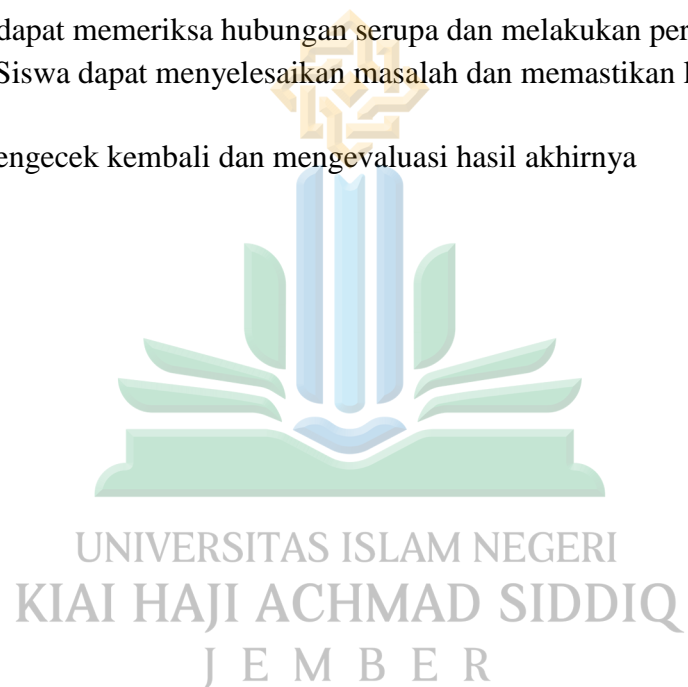 dapat memeriksa hubungan serupa dan melakukan per
Siswa dapat menyelesaikan masalah dan memastikan
engecek kembali dan mengevaluasi hasil akhirnya
UNIVERSITAS ISLAM NEGERI
KIAI HAJI ACHMAD SIDDIQ
JEMBER